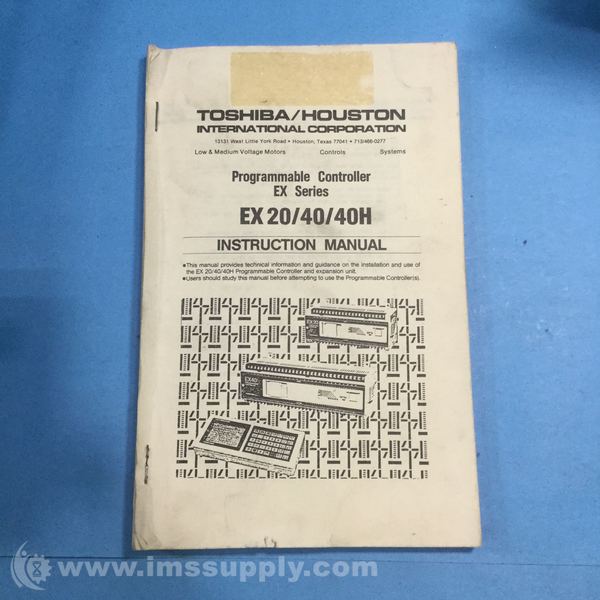 TOSHIBA/HOUSTON
INTERNATIONAL CORPORATION
13131 West Little York Road • Houston, Texas 77041 • 713/466-0277
Low & Medium Voltage Motors Controls Systems
Programmable Controller
EX Series
EX 20/40/40H
INSTRUCTION MANUAL
•This manual provides technical information and guidance on the installation and use of
the EX 20/40/40H Programmable Controller and expansion unit.
•Users should study this manual before attempting to use the Programmable Controller(s).
EX40
www.imssupply.com